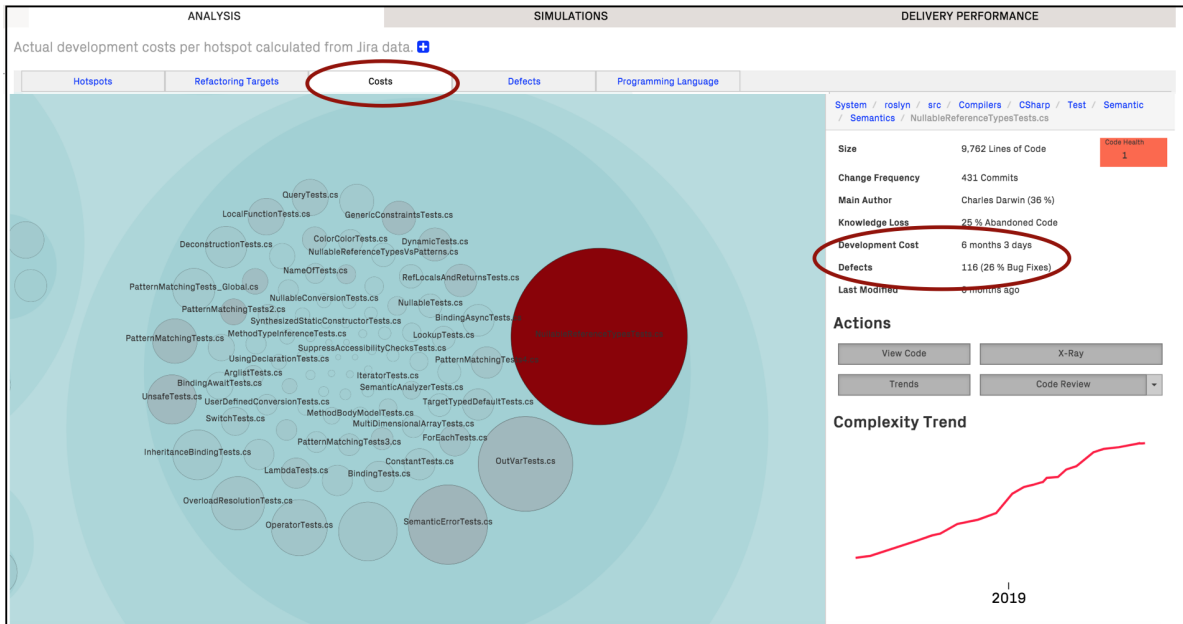 ANALYSIS
SIMULATIONS
DELIVERY PERFORMANCE
Actual development costs per hotspot calculated from Jira data.
Hotspots
Refactoring Targets
Costs
Defects
Programming Language
QueryTests.cs
LocalFunctionTests.cs
GenericConstraintsTests.cs
DeconstructionTests.cs
ColorColorTests.cs
DynamicTests.cs
NullableReferenceTypesVsPatterns.cs
NameOfTests.cs
RefLocalsAndReturnsTests.cs
PatternMatchingTests_Global.cs
NullableConversionTests.cs
NullableTests.cs
PatternMatchingTests2.cs
SynthesizedStaticConstructorTests.cs
BindingAsyncTests.cs
PatternMatchingTests.cs
MethodTypeInferenceTests.cs
LookupTests.cs
SuppressAccessibilityChecksTests.cs
UsingDeclarationTests.cs
ArglistTests.cs
IteratorTests.cs
BindingAwaitTests.cs
SemanticAnalyzerTests.cs
UnsafeTests.cs
UserDefinedConversionTests.cs
TargetTypedDefaultTests.cs
SwitchTests.cs
MethodBodyModelTests.cs
MultiDimensionalArrayTests.cs
InheritanceBindingTests.cs
PatternMatchingTests3.cs
ForEachTests.cs
LambdaTests.cs
BindingTests.cs
ConstantTests.cs
OutVarTests.cs
OverloadResolutionTests.cs
OperatorTests.cs
SemanticErrorTests.cs
System / roslyn / src / Compilers / CSharp / Test / Semantic
/ Semantics / NullableReferenceTypesTests.cs
Size 9,762 Lines of Code
Code Health
1
Change Frequency 431 Commits
Main Author Charles Darwin (36 %)
Knowledge Loss 25 % Abandoned Code
Development Cost 6 months 3 days
Defects 116 (26 % Bug Fixes)
Last Modified months ago
Actions
View Code
X-Ray
Trends
Code Review
Complexity Trend
2019